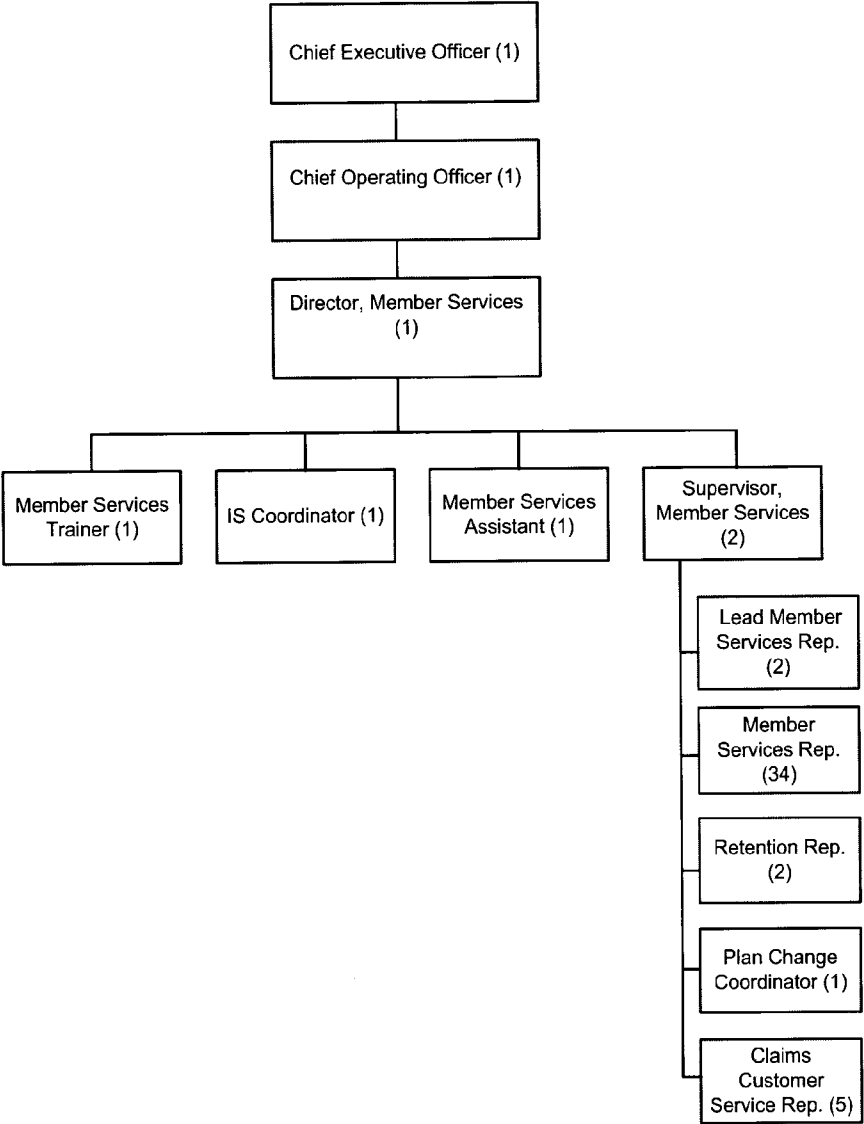 Chief Executive Officer (1)
Chief Operating Officer (1)
Director, Member Services
(1)
Member Services
Trainer (1)
IS Coordinator (1)
Member Services
Assistant (1)
Supervisor,
Member Services
(2)
Lead Member
Services Rep.
(2)
Member
Services Rep.
(34)
Retention Rep.
(2)
Plan Change
Coordinator (1)
Claims
Customer
Service Rep. (5)